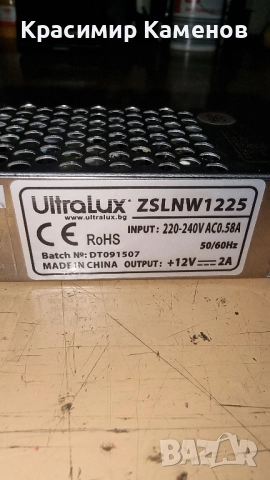 Красимир Каменов
UltraLux® ZSLNW1225
www.ultralux.bg
CE RoHS INPUT: 220-240V AC0.58A
50/60Hz
Batch №: DT091507
MADE IN CHINA OUTPUT: +12V⎓2A
bazar